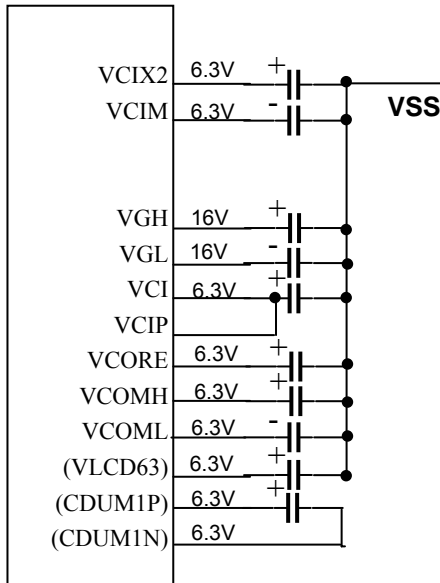 VCIX2 6.3V +
VSS
VCIM 6.3V -
VGH 16V +
VGL 16V -
VCI 6.3V +
VCIP
VCORE 6.3V +
VCOMH 6.3V +
VCOML 6.3V -
(VLCD63) 6.3V +
(CDUM1P) 6.3V +
(CDUM1N) 6.3V